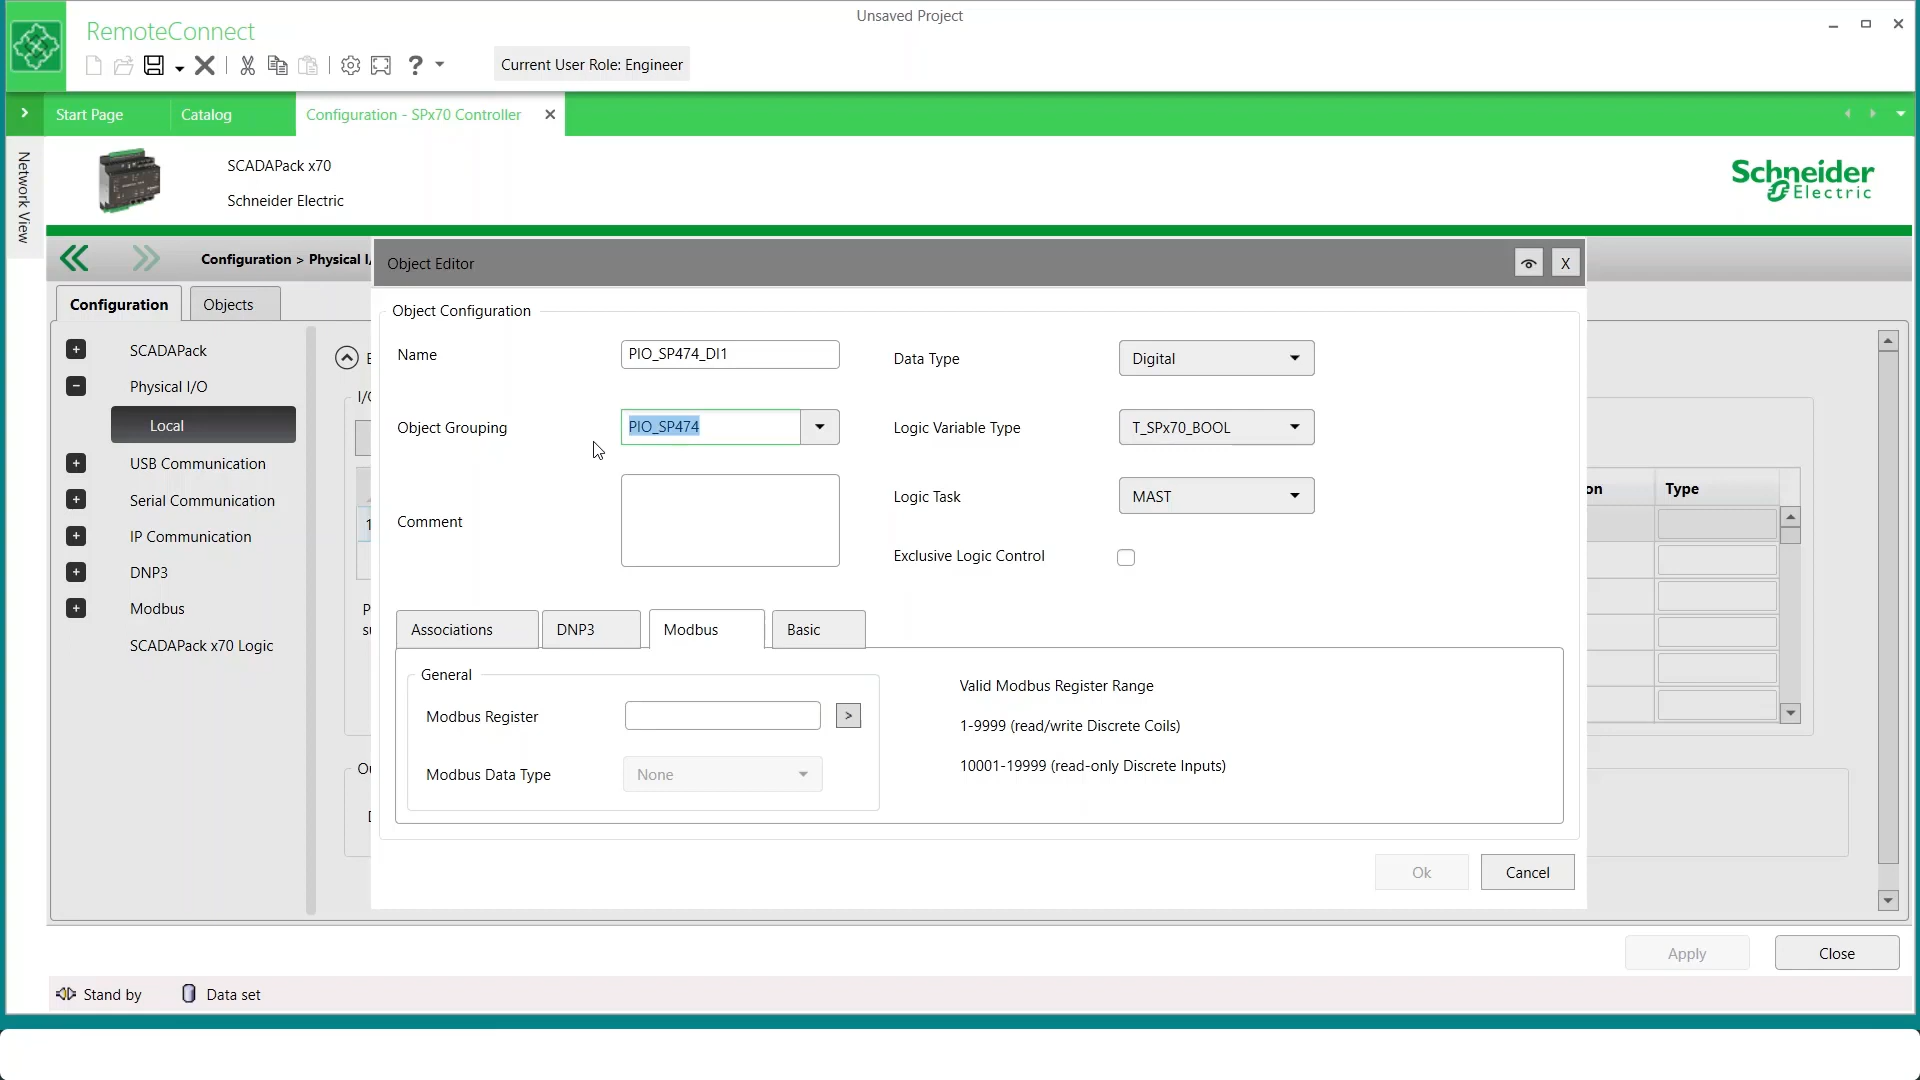 Unsaved Project
RemoteConnect
Current User Role: Engineer
Start Page
Catalog
Configuration - SPx70 Controller
Network View
SCADAPack x70
Schneider Electric
Schneider
Electric
Configuration > Physical I/
Configuration
Objects
SCADAPack
Physical I/O
Local
USB Communication
Serial Communication
IP Communication
DNP3
Modbus
SCADAPack x70 Logic
Object Editor
X
Object Configuration
Name
PIO_SP474_DI1
Data Type
Digital
Object Grouping
PIO_SP474
Logic Variable Type
T_SPx70_BOOL
Comment
Logic Task
MAST
Exclusive Logic Control
on
Type
Associations
DNP3
Modbus
Basic
General
Modbus Register
>
Modbus Data Type
None
Valid Modbus Register Range
1-9999 (read/write Discrete Coils)
10001-19999 (read-only Discrete Inputs)
Ok
Cancel
Apply
Close
Stand by
Data set